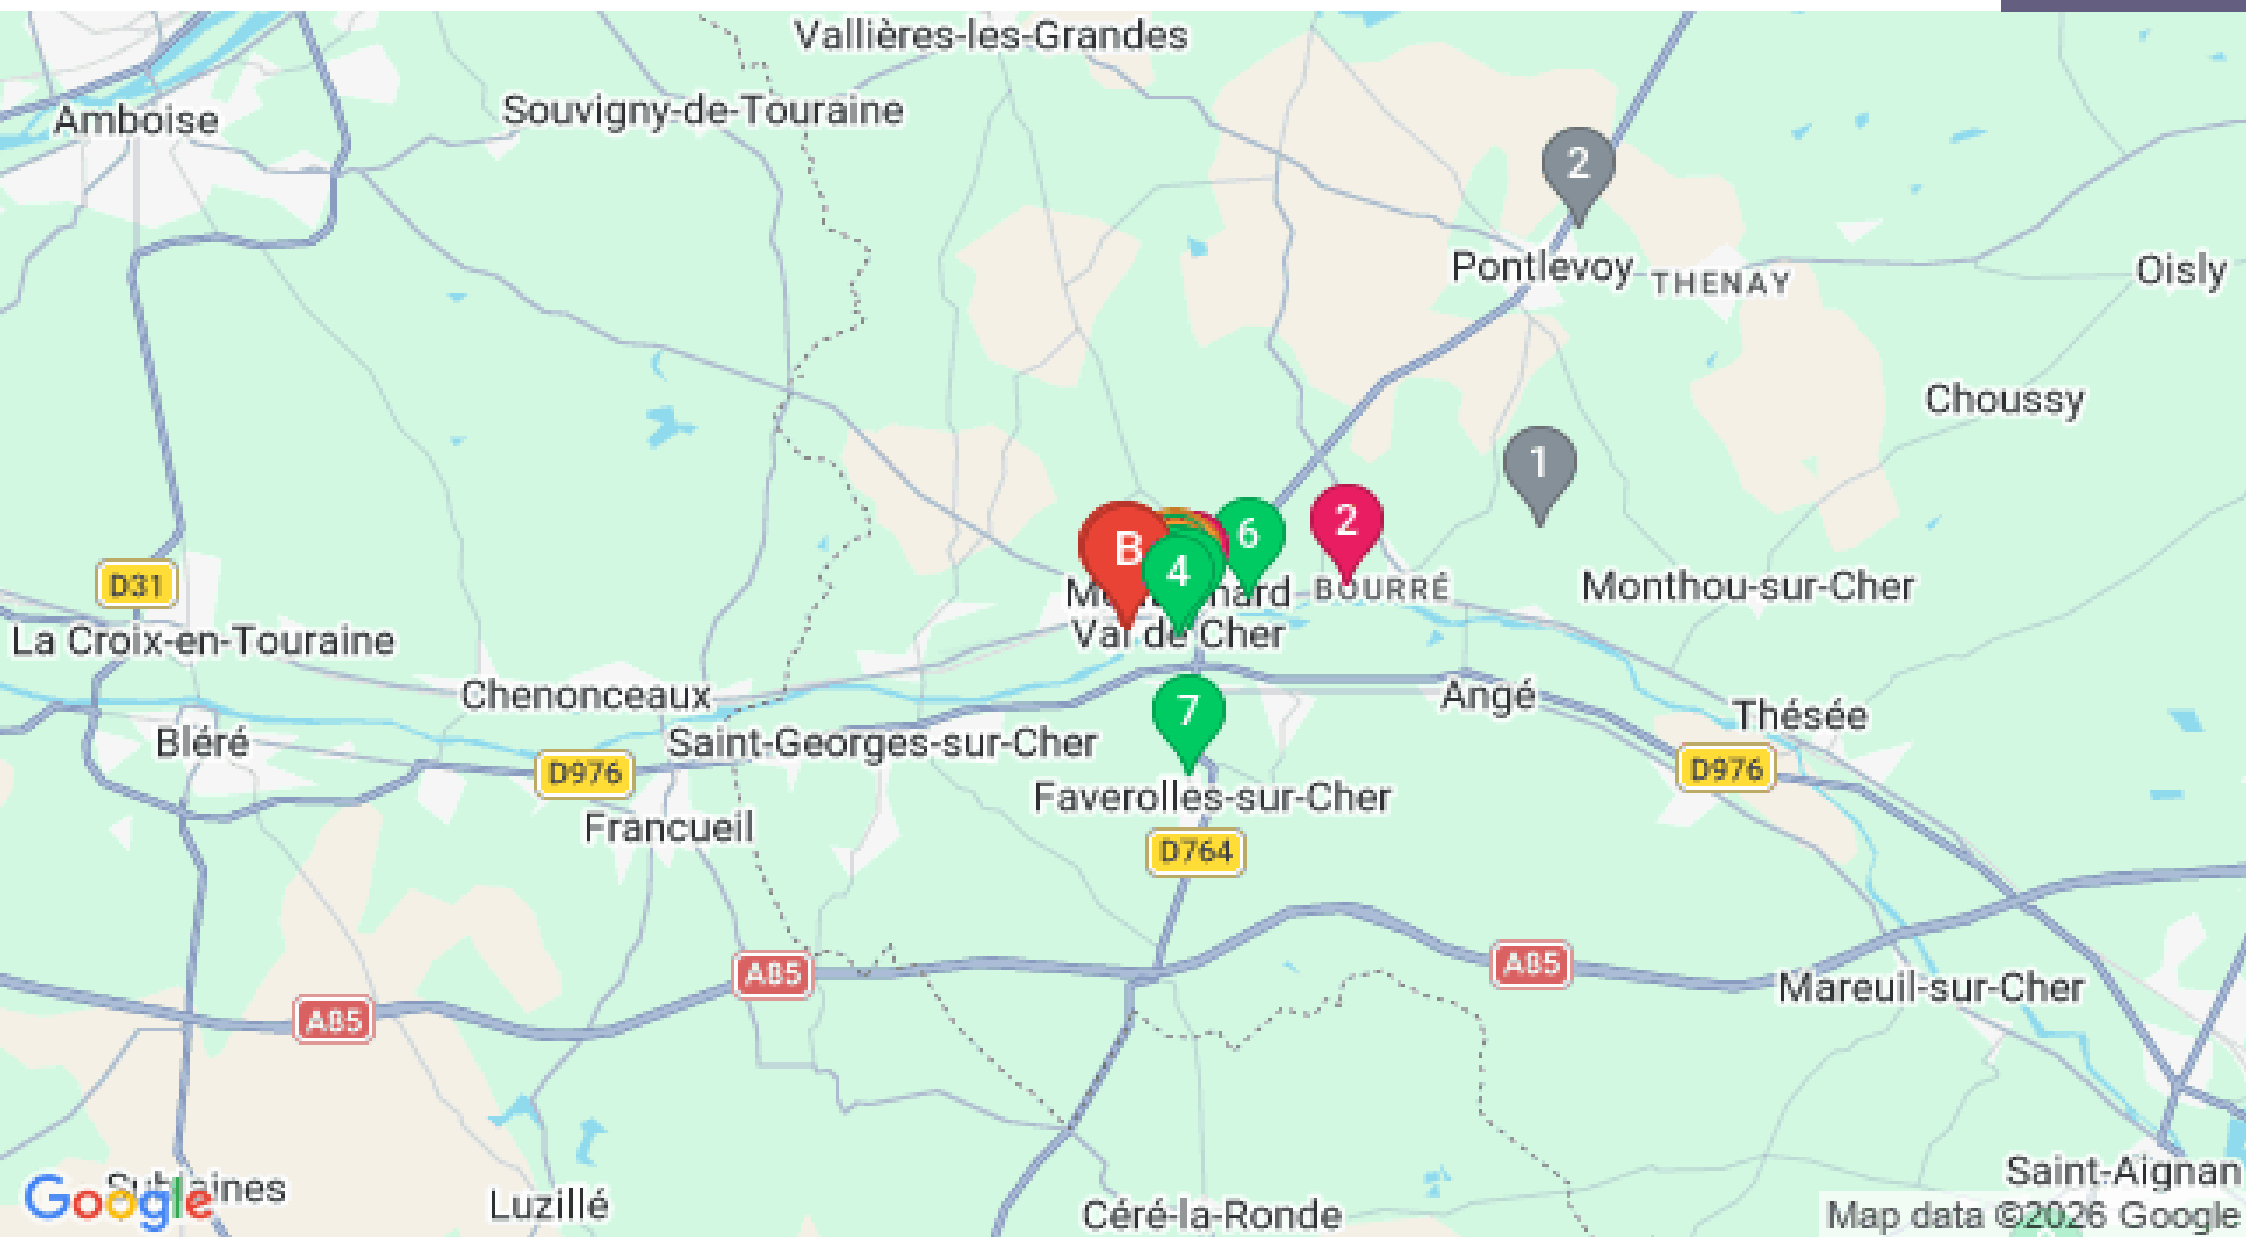 Vallières-les-Grandes
Souvigny-de-Touraine
Amboise
2
Pontlevoy
THENAY
Oisly
Choussy
1
2
6
B
4
D31
BOURRÉ
Monthou-sur-Cher
Val de Cher
La Croix-en-Touraine
Chenonceaux
Angé
7
Thésée
Bléré
Saint-Georges-sur-Cher
D976
D976
Faverolles-sur-Cher
Francueil
D764
A85
A85
A85
Mareuil-sur-Cher
Saint-Aignan
Google
Luzillé
Céré-la-Ronde
Map data ©2026 Google